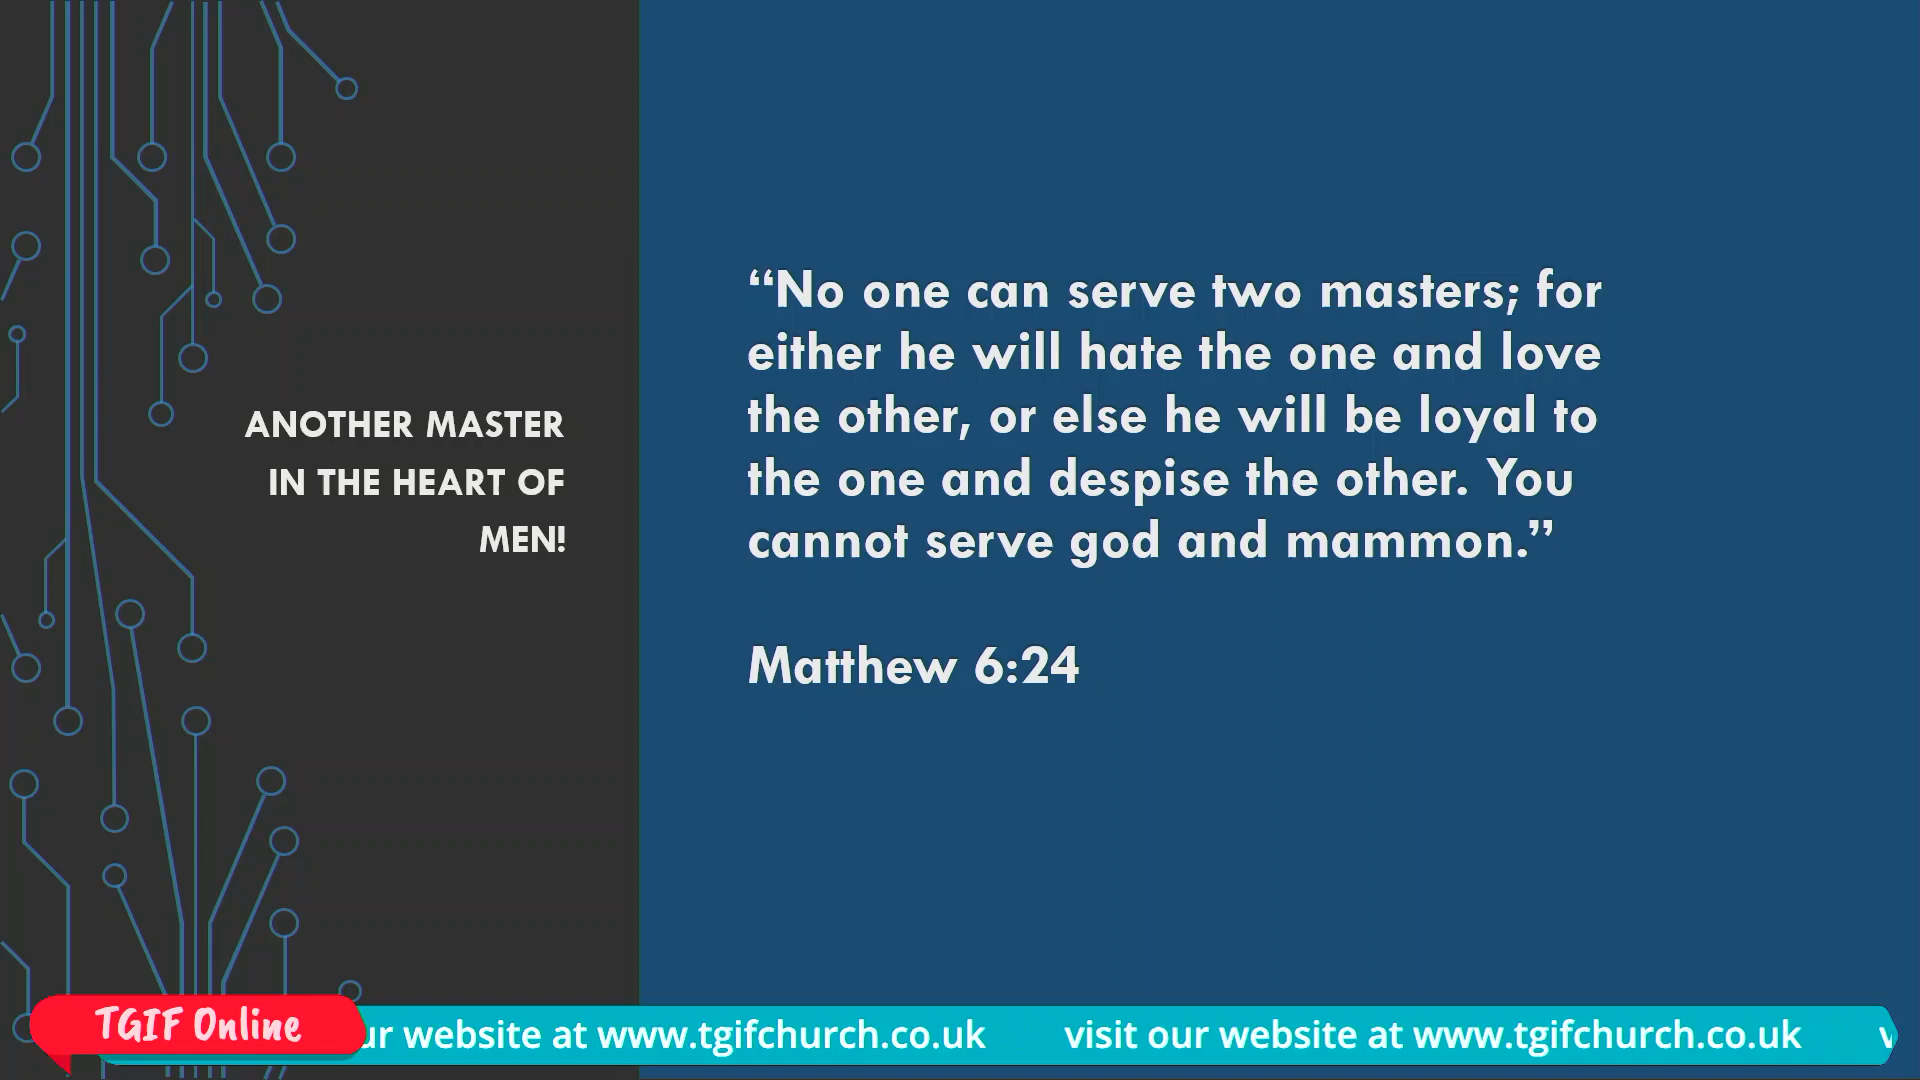 ANOTHER MASTER
IN THE HEART OF
MEN!
“No one can serve two masters; for
either he will hate the one and love
the other, or else he will be loyal to
the one and despise the other. You
cannot serve god and mammon.”
Matthew 6:24
TGIF Online
ur website at www.tgifchurch.co.uk visit our website at www.tgifchurch.co.uk v